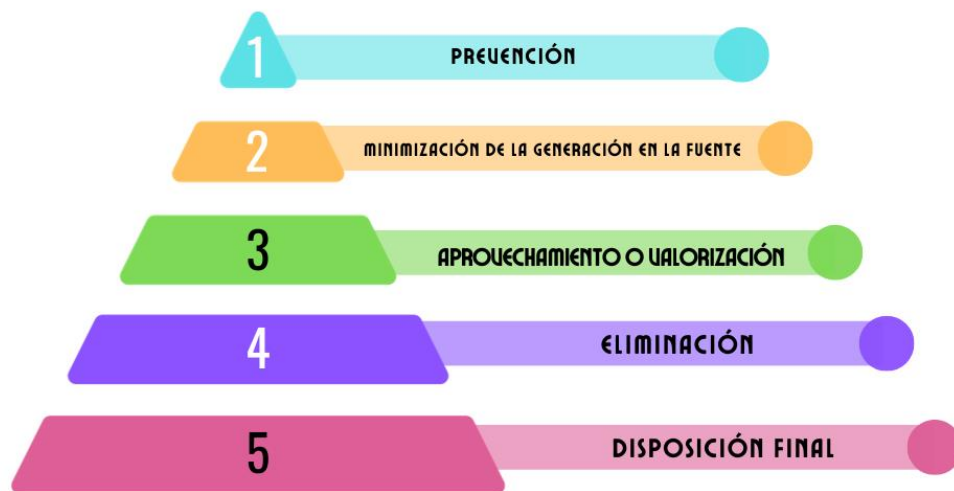 1 PREVENCIÓN
2 MINIMIZACIÓN DE LA GENERACIÓN EN LA FUENTE
3 APROVECHAMIENTO O VALORIZACIÓN
4 ELIMINACIÓN
5 DISPOSICIÓN FINAL